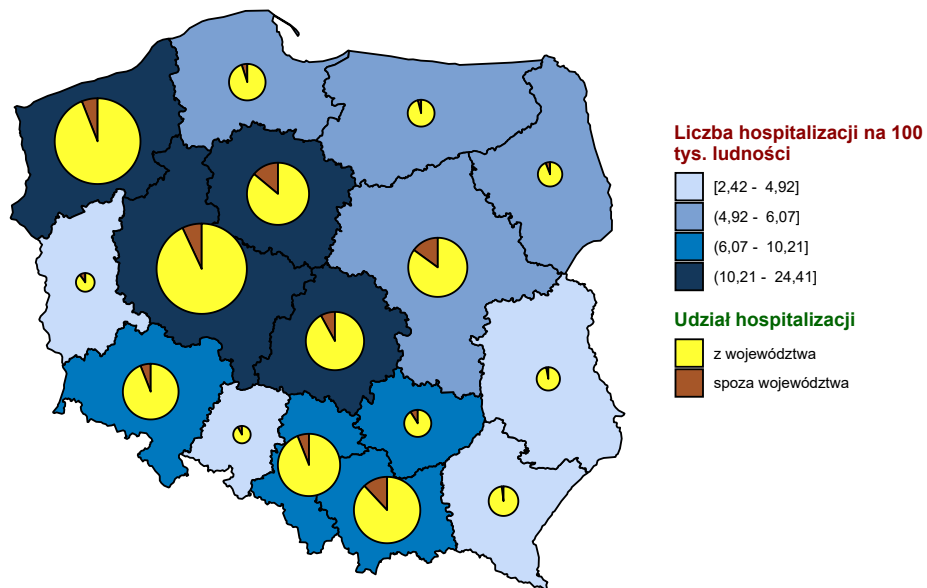 Liczba hospitalizacji na 100
tys. ludności
[2,42 - 4,92]
(4,92 - 6,07]
(6,07 - 10,21]
(10,21 - 24,41]
Udział hospitalizacji
z województwa
spoza województwa